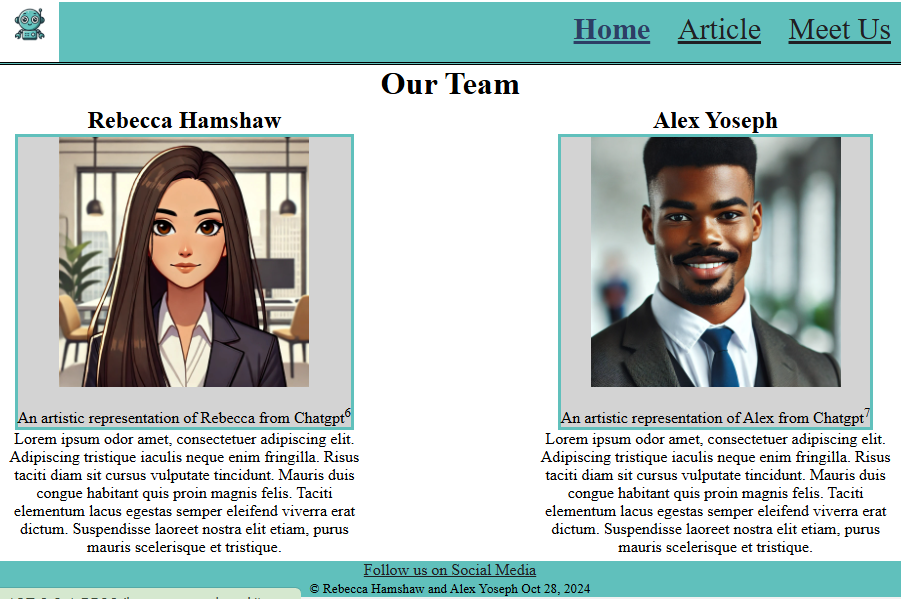 Home Article Meet Us
Our Team
Rebecca Hamshaw
An artistic representation of Rebecca from Chatgpt6
Lorem ipsum odor amet, consectetuer adipiscing elit.
Adipiscing tristique iaculis neque enim fringilla. Risus
taciti diam sit cursus vulputate tincidunt. Mauris duis
congue habitant quis proin magnis felis. Taciti
elementum lacus egestas semper eleifend viverra erat
dictum. Suspendisse laoreet nostra elit etiam, purus
mauris scelerisque et tristique.
Alex Yoseph
An artistic representation of Alex from Chatgpt7
Lorem ipsum odor amet, consectetuer adipiscing elit.
Adipiscing tristique iaculis neque enim fringilla. Risus
taciti diam sit cursus vulputate tincidunt. Mauris duis
congue habitant quis proin magnis felis. Taciti
elementum lacus egestas semper eleifend viverra erat
dictum. Suspendisse laoreet nostra elit etiam, purus
mauris scelerisque et tristique.
Follow us on Social Media
© Rebecca Hamshaw and Alex Yoseph Oct 28, 2024